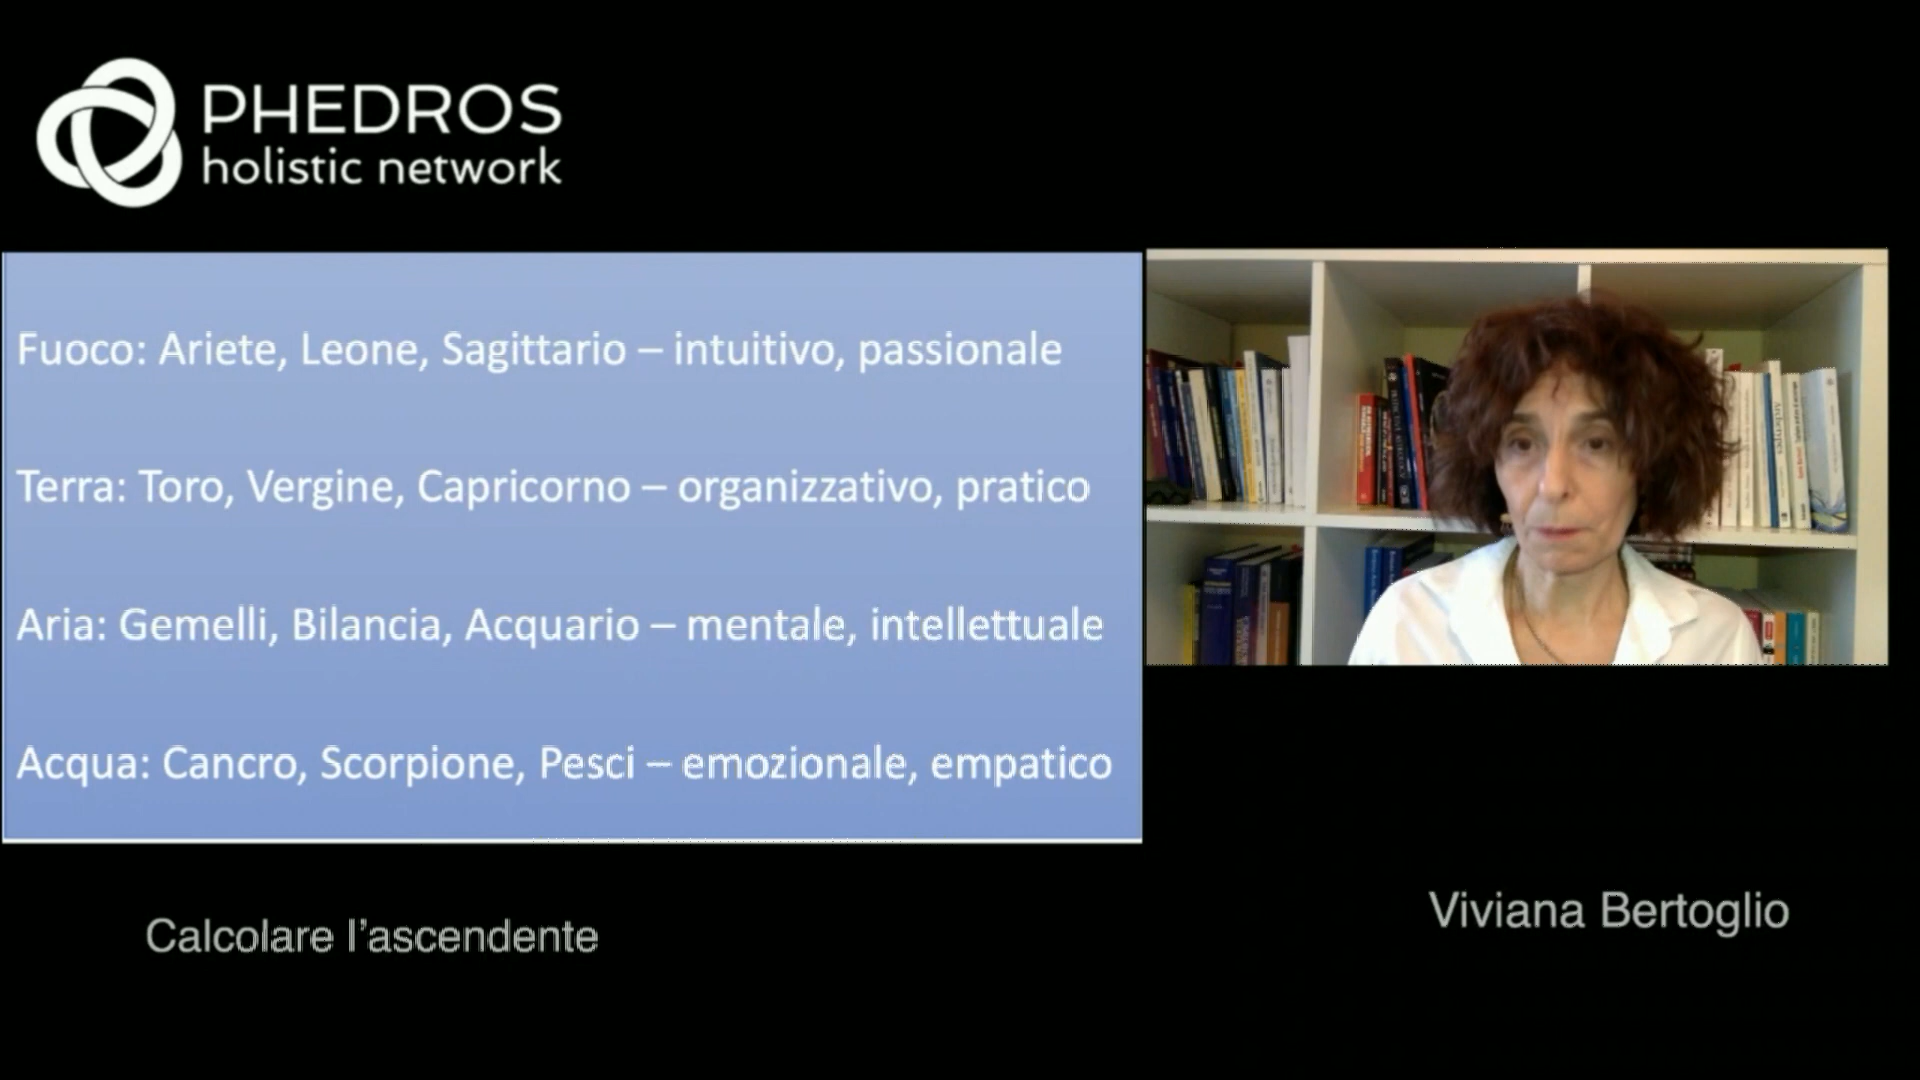 PHEDROS
holistic network
Fuoco: Ariete, Leone, Sagittario – intuitivo, passionale
Terra: Toro, Vergine, Capricorno – organizzativo, pratico
Aria: Gemelli, Bilancia, Acquario – mentale, intellettuale
Acqua: Cancro, Scorpione, Pesci – emozionale, empatico
Calcolare l’ascendente
Viviana Bertoglio